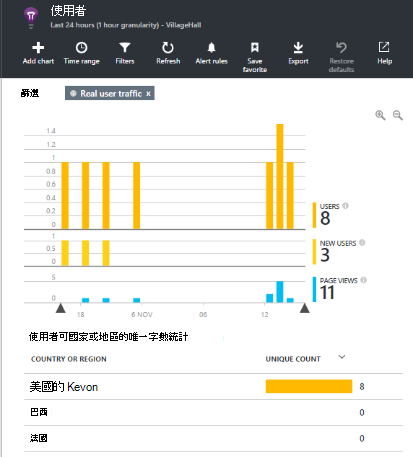 使用者
Last 24 hours (1 hour granularity) - VillageHall
Add chart
Time range
Filters
Refresh
Alert rules
Save favorite
Export
Restore defaults
Help
篩選
Real user traffic x
1.4
1.2
1
0.8
0.6
0.4
0.2
0
USERS
8
1
0.5
0
NEW USERS
3
5
0
PAGE VIEWS
11
18
6 NOV
06
12
使用者可國家或地區的唯一字數統計
COUNTRY OR REGION
UNIQUE COUNT
美國的 Kevon
8
巴西
0
法國
0